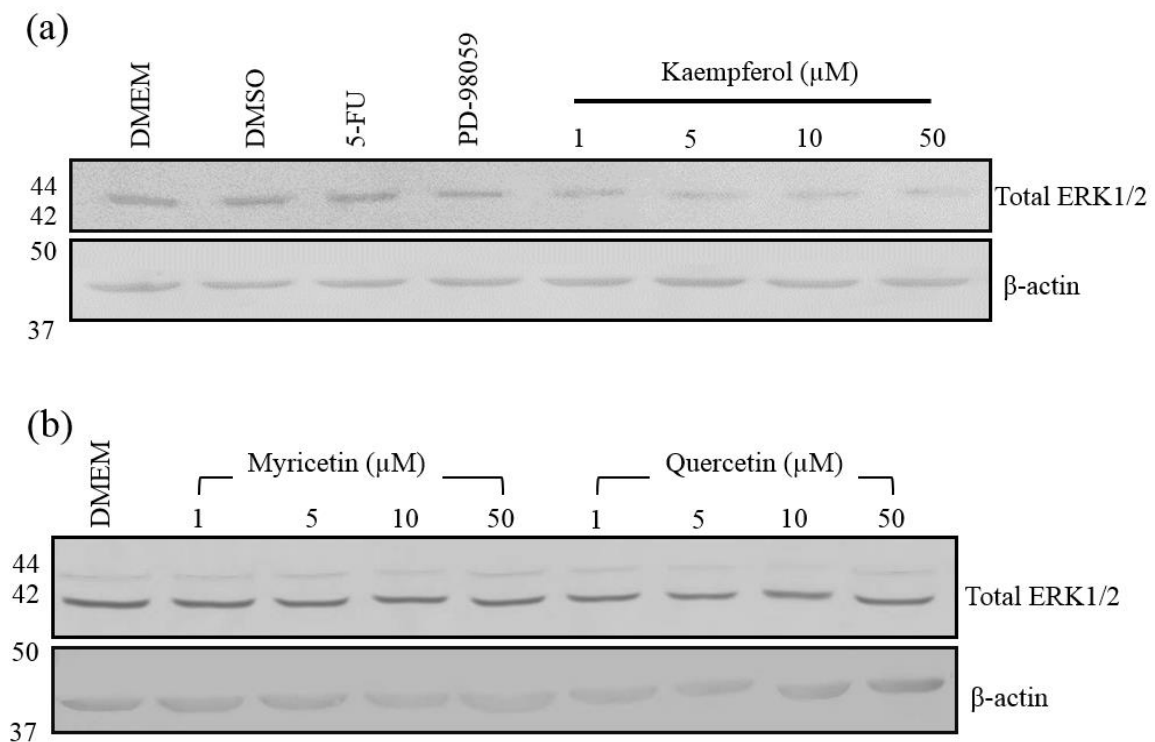 (a)
DMEM
DMSO
5-FU
PD-98059
Kaempferol (µM)
1 5 10 50
44
42
Total ERK1/2
50
β-actin
37
(b)
DMEM
Myricetin (µM) Quercetin (µM)
1 5 10 50 1 5 10 50
44
42
Total ERK1/2
50
β-actin
37